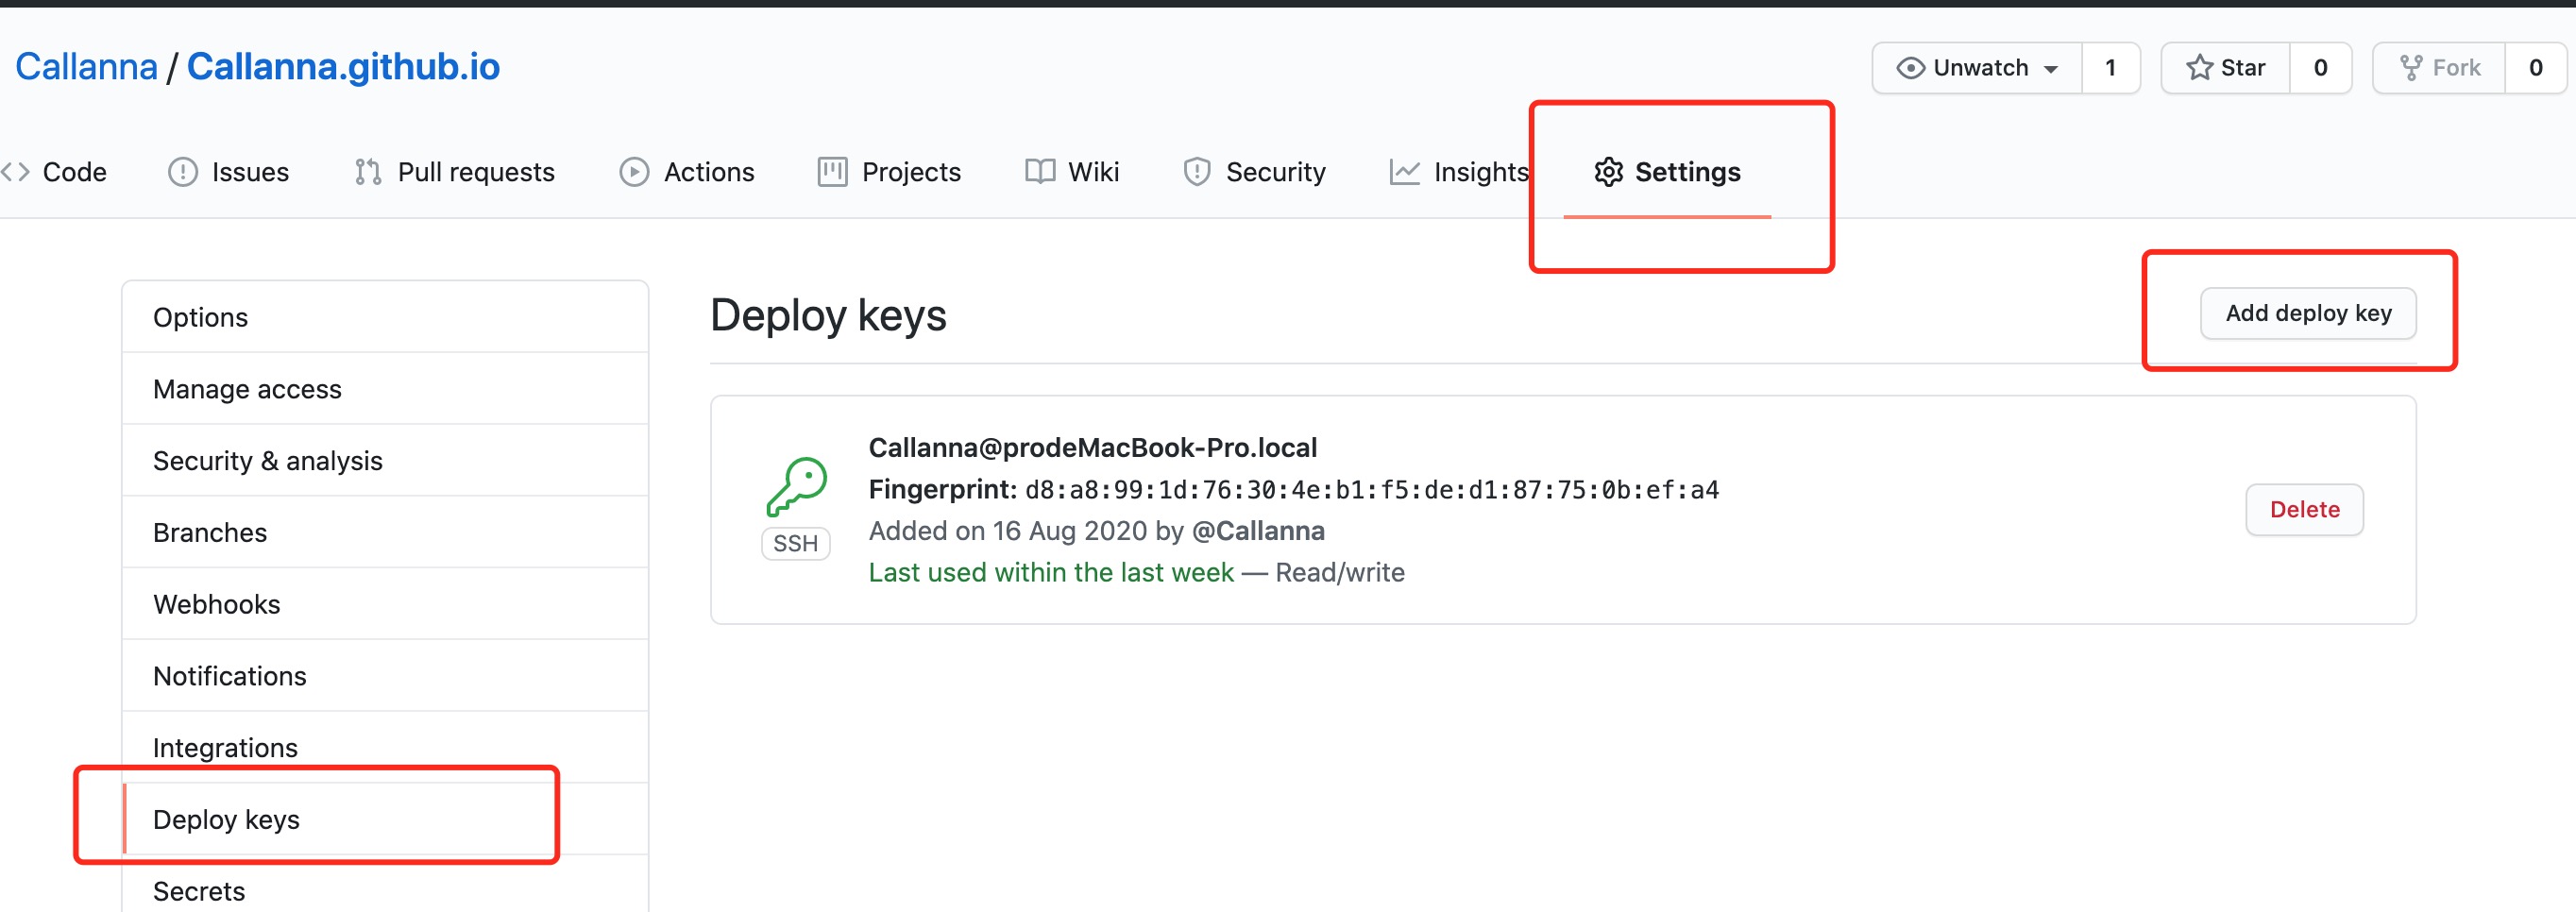 Callanna / Callanna.github.io
Unwatch 1 Star 0 Fork 0
Code Issues Pull requests Actions Projects Wiki Security Insights Settings
Options
Manage access
Security & analysis
Branches
Webhooks
Notifications
Integrations
Deploy keys
Secrets
Deploy keys
Add deploy key
Callanna@prodeMacBook-Pro.local
Fingerprint: d8:a8:99:1d:76:30:4e:b1:f5:de:d1:87:75:0b:ef:a4
Added on 16 Aug 2020 by @Callanna
Last used within the last week — Read/write
SSH
Delete